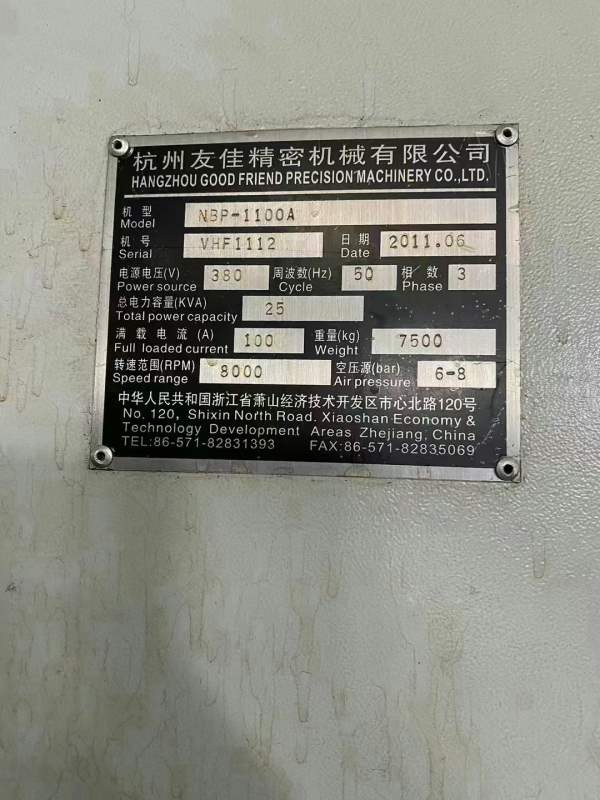 杭州友佳精密机械有限公司
HANGZHOU GOOD FRIEND PRECISION MACHINERY CO.,LTD.
机型 NBP-1100A
Model
机号 VHF1112 日期 2011.06
Serial Date
电源电压(V) 380 周波数(Hz) 50 相数 3
Power source Cycle Phase
总电力容量(KVA) 25
Total power capacity
满载电流(A) 100 重量(kg) 7500
Full loaded current Weight
转速范围(RPM) 8000 空压源(bar) 6-8
Speed range Air pressure
中华人民共和国浙江省萧山经济技术开发区市心北路120号
No. 120, Shixin North Road. Xiaoshan Economy &
Technology Development Areas Zhejiang, China
TEL:86-571-82831393 FAX:86-571-82835069